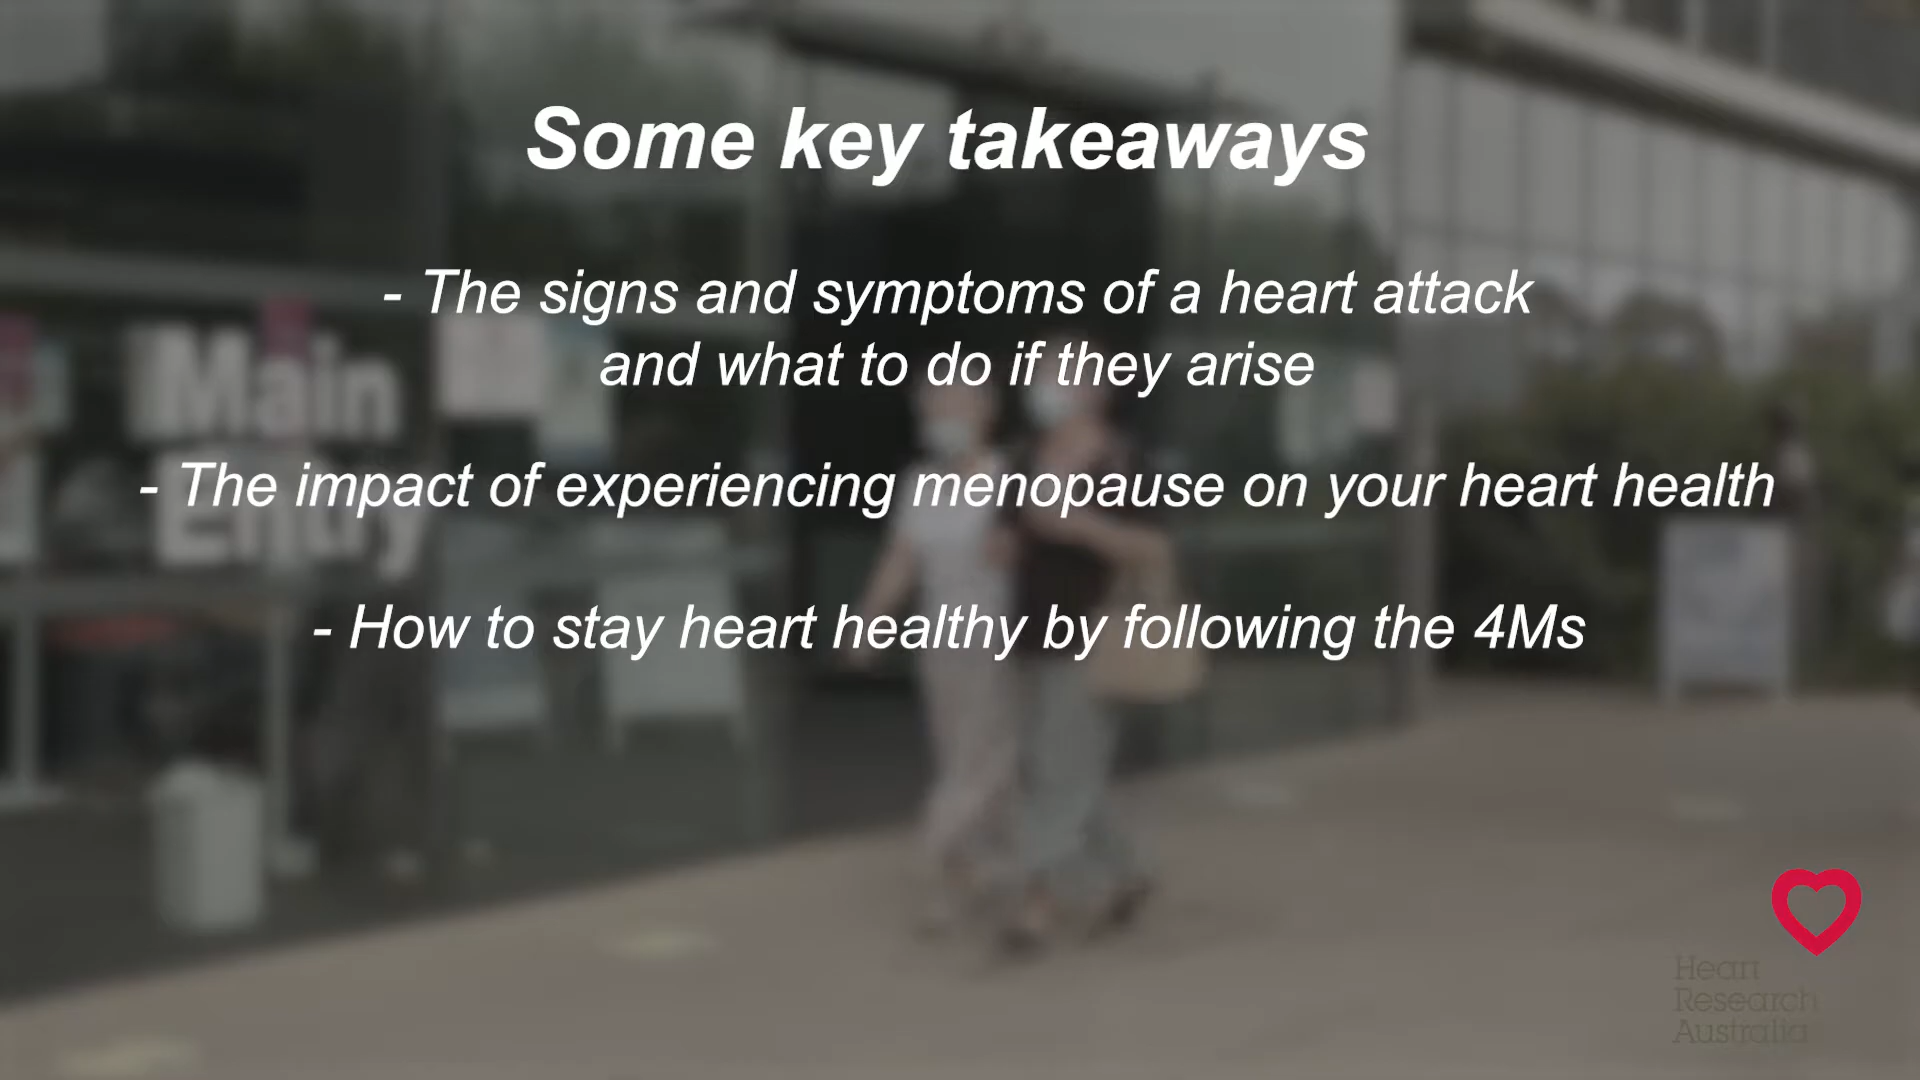 Some key takeaways
- The signs and symptoms of a heart attack
and what to do if they arise
- The impact of experiencing menopause on your heart health
- How to stay heart healthy by following the 4Ms
Main
Entry
Heart
Research
Australia